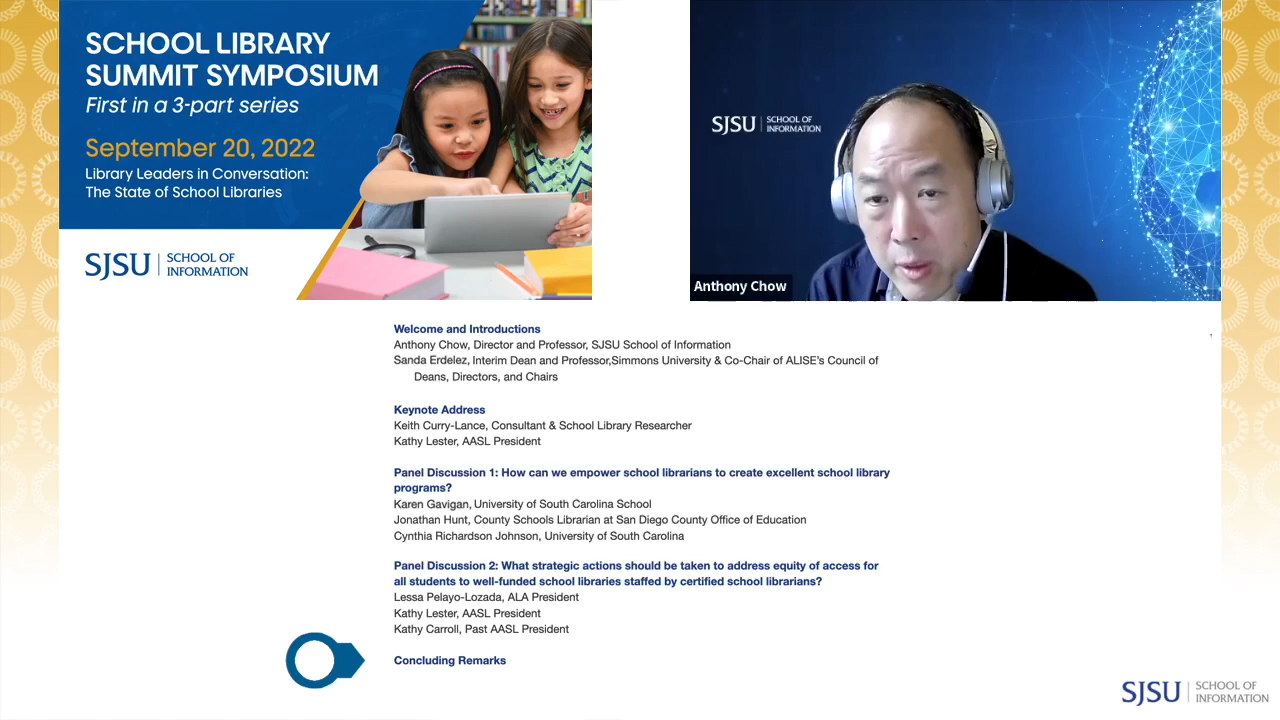 SCHOOL LIBRARY
SUMMIT SYMPOSIUM
First in a 3-part series
September 20, 2022
Library Leaders in Conversation:
The State of School Libraries
SJSU | SCHOOL OF
INFORMATION
SJSU | SCHOOL OF
INFORMATION
Anthony Chow
Welcome and Introductions
Anthony Chow, Director and Professor, SJSU School of Information
Sanda Erdelez, Interim Dean and Professor,Simmons University & Co-Chair of ALISE's Council of
Deans, Directors, and Chairs
Keynote Address
Keith Curry-Lance, Consultant & School Library Researcher
Kathy Lester, AASL President
Panel Discussion 1: How can we empower school librarians to create excellent school library
programs?
Karen Gavigan, University of South Carolina School
Jonathan Hunt, County Schools Librarian at San Diego County Office of Education
Cynthia Richardson Johnson, University of South Carolina
Panel Discussion 2: What strategic actions should be taken to address equity of access for
all students to well-funded school libraries staffed by certified school librarians?
Lessa Pelayo-Lozada, ALA President
Kathy Lester, AASL President
Kathy Carroll, Past AASL President
Concluding Remarks
SJSU | SCHOOL OF
INFORMATION